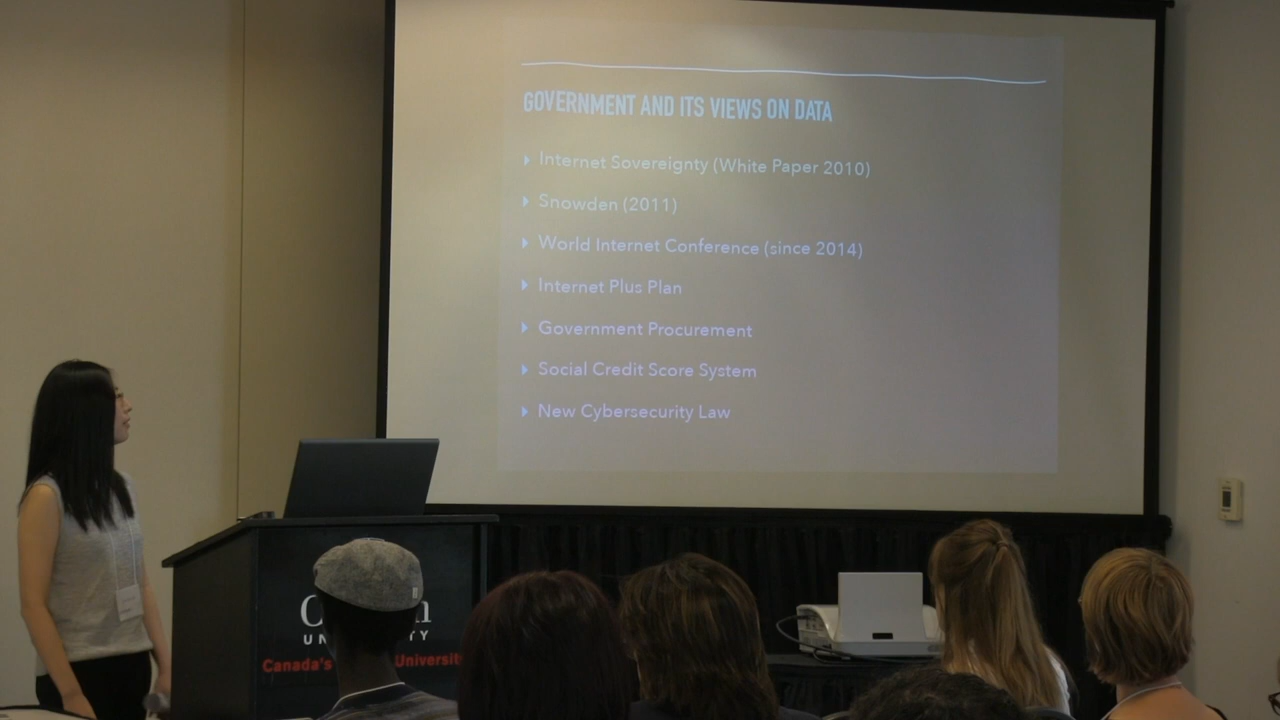 GOVERNMENT AND ITS VIEWS ON DATA
Internet Sovereignty (White Paper 2010)
Snowden (2011)
World Internet Conference (since 2014)
Internet Plus Plan
Government Procurement
Social Credit Score System
New Cybersecurity Law
Canada's University